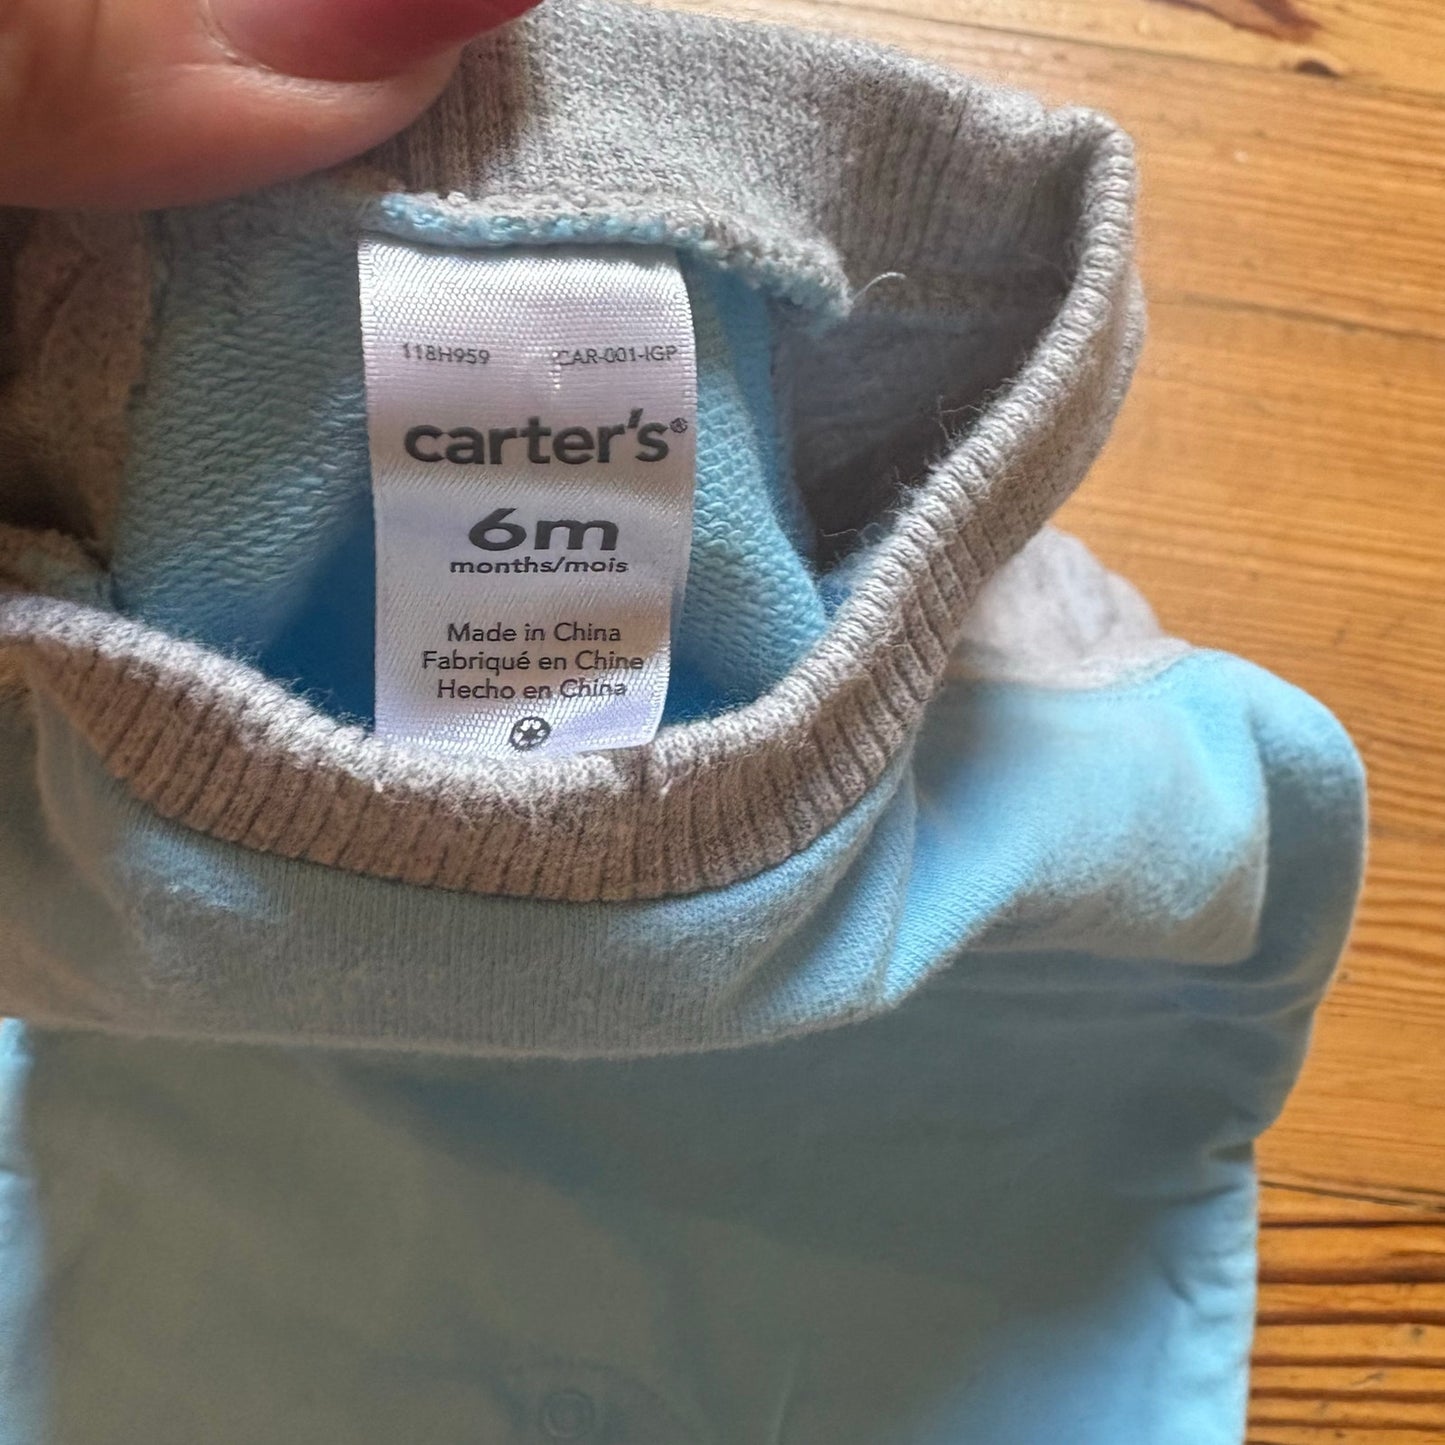 118H959 CAR-001-IGP
carter's®
6m
months/mois
Made in China
Fabriqué en Chine
Hecho en China